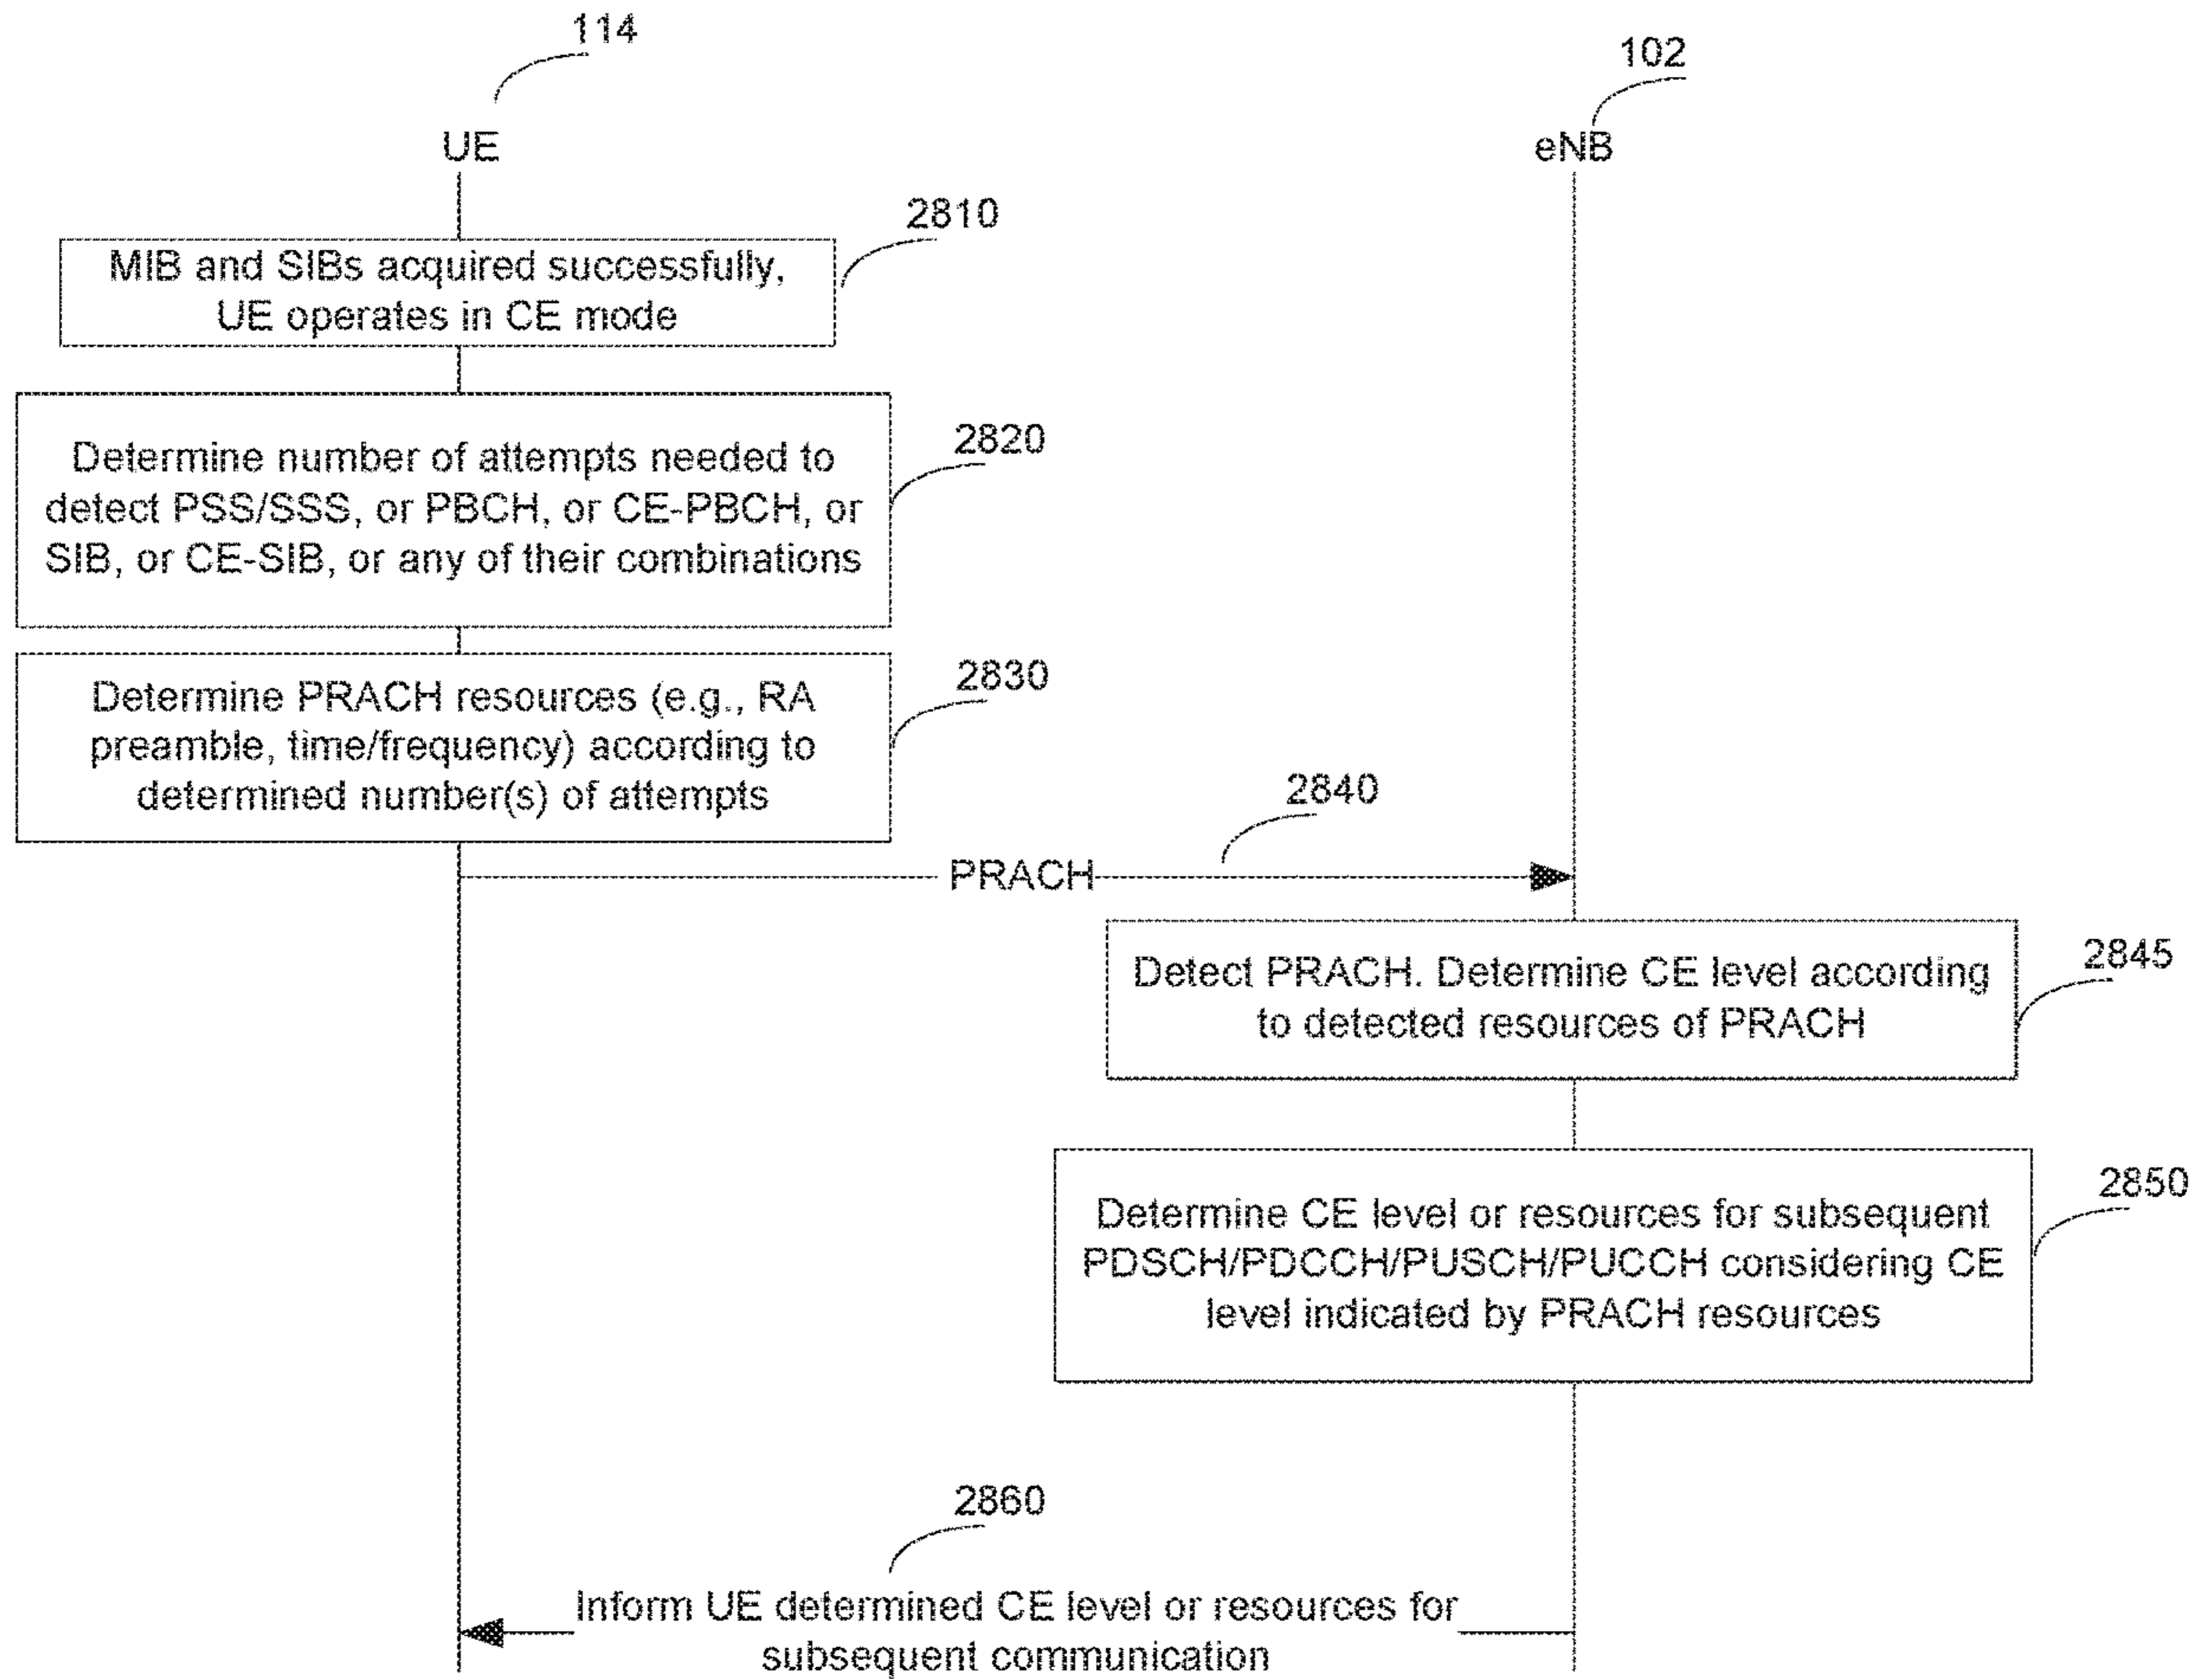 114
102
UE
eNB
2810
MIB and SIBs acquired successfully,
UE operates in CE mode
2820
Determine number of attempts needed to
detect PSS/SSS, or PBCH, or CE-PBCH, or
SIB, or CE-SIB, or any of their combinations
2830
Determine PRACH resources (e.g., RA
preamble, time/frequency) according to
determined number(s) of attempts
2840
PRACH
2845
Detect PRACH. Determine CE level according
to detected resources of PRACH
2850
Determine CE level or resources for subsequent
PDSCH/PDCCH/PUSCH/PUCCH considering CE
level indicated by PRACH resources
2860
Inform UE determined CE level or resources for
subsequent communication